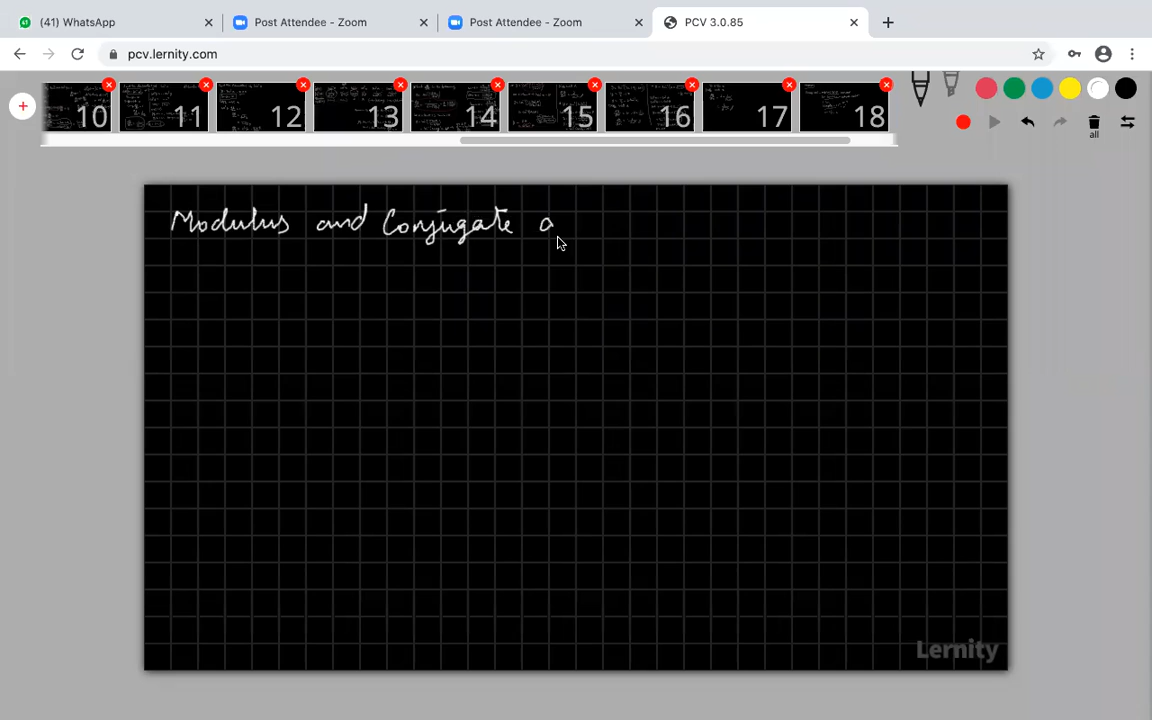 (41) WhatsApp
Post Attendee - Zoom
Post Attendee - Zoom
PCV 3.0.85
pcv.lernity.com
10
11
12
13
14
15
16
17
18
all
Modulus and Conjugate o
Lernity